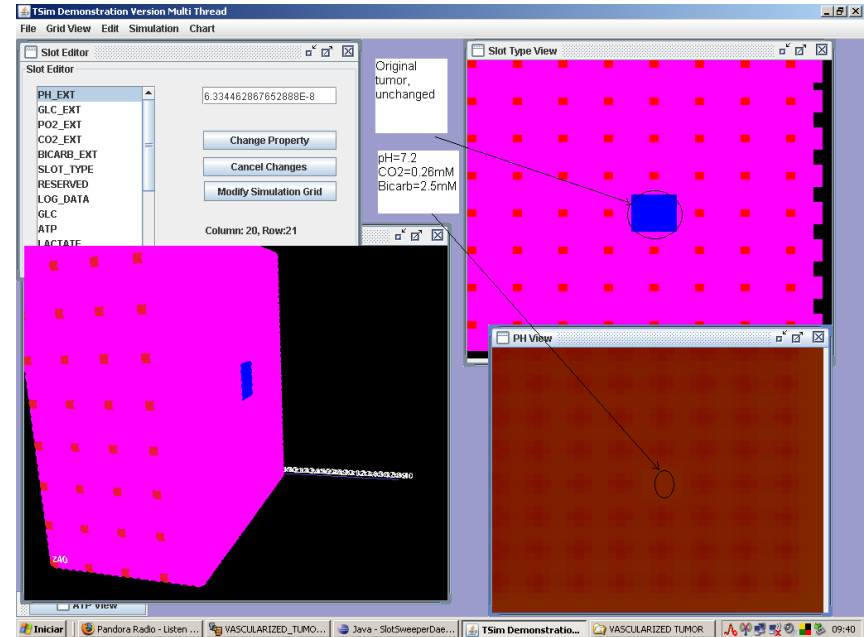 TSim Demonstration Version Multi Thread
File Grid View Edit Simulation Chart
Slot Editor
Slot Editor
PH_EXT
GLC_EXT
PO2_EXT
CO2_EXT
BICARB_EXT
SLOT_TYPE
RESERVED
LOG_DATA
GLC
ATP
LACTATE
6.334462867652888E-8
Change Property
Cancel Changes
Modify Simulation Grid
Column: 20, Row:21
Original
tumor,
unchanged
pH=7.2
CO2=0.26mM
Bicarb=2.5mM
Slot Type View
PH View
Z40
ATP View
Iniciar
Pandora Radio - Listen ...
VASCULARIZED_TUMO...
Java - SlotSweeperDae...
TSim Demonstratio...
VASCULARIZED TUMOR
09:40